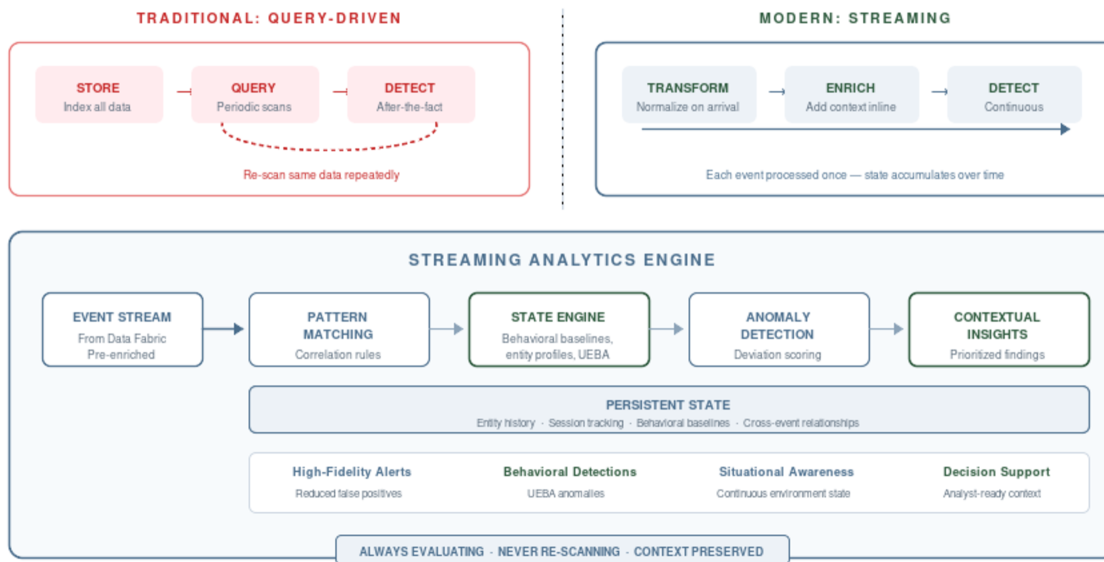 TRADITIONAL: QUERY-DRIVEN
STORE
Index all data
QUERY
Periodic scans
DETECT
After-the-fact
Re-scan same data repeatedly
MODERN: STREAMING
TRANSFORM
Normalize on arrival
ENRICH
Add context inline
DETECT
Continuous
Each event processed once — state accumulates over time
STREAMING ANALYTICS ENGINE
EVENT STREAM
From Data Fabric
Pre-enriched
PATTERN
MATCHING
Correlation rules
STATE ENGINE
Behavioral baselines,
entity profiles, UEBA
ANOMALY
DETECTION
Deviation scoring
CONTEXTUAL
INSIGHTS
Prioritized findings
PERSISTENT STATE
Entity history · Session tracking · Behavioral baselines · Cross-event relationships
High-Fidelity Alerts
Reduced false positives
Behavioral Detections
UEBA anomalies
Situational Awareness
Continuous environment state
Decision Support
Analyst-ready context
ALWAYS EVALUATING · NEVER RE-SCANNING · CONTEXT PRESERVED